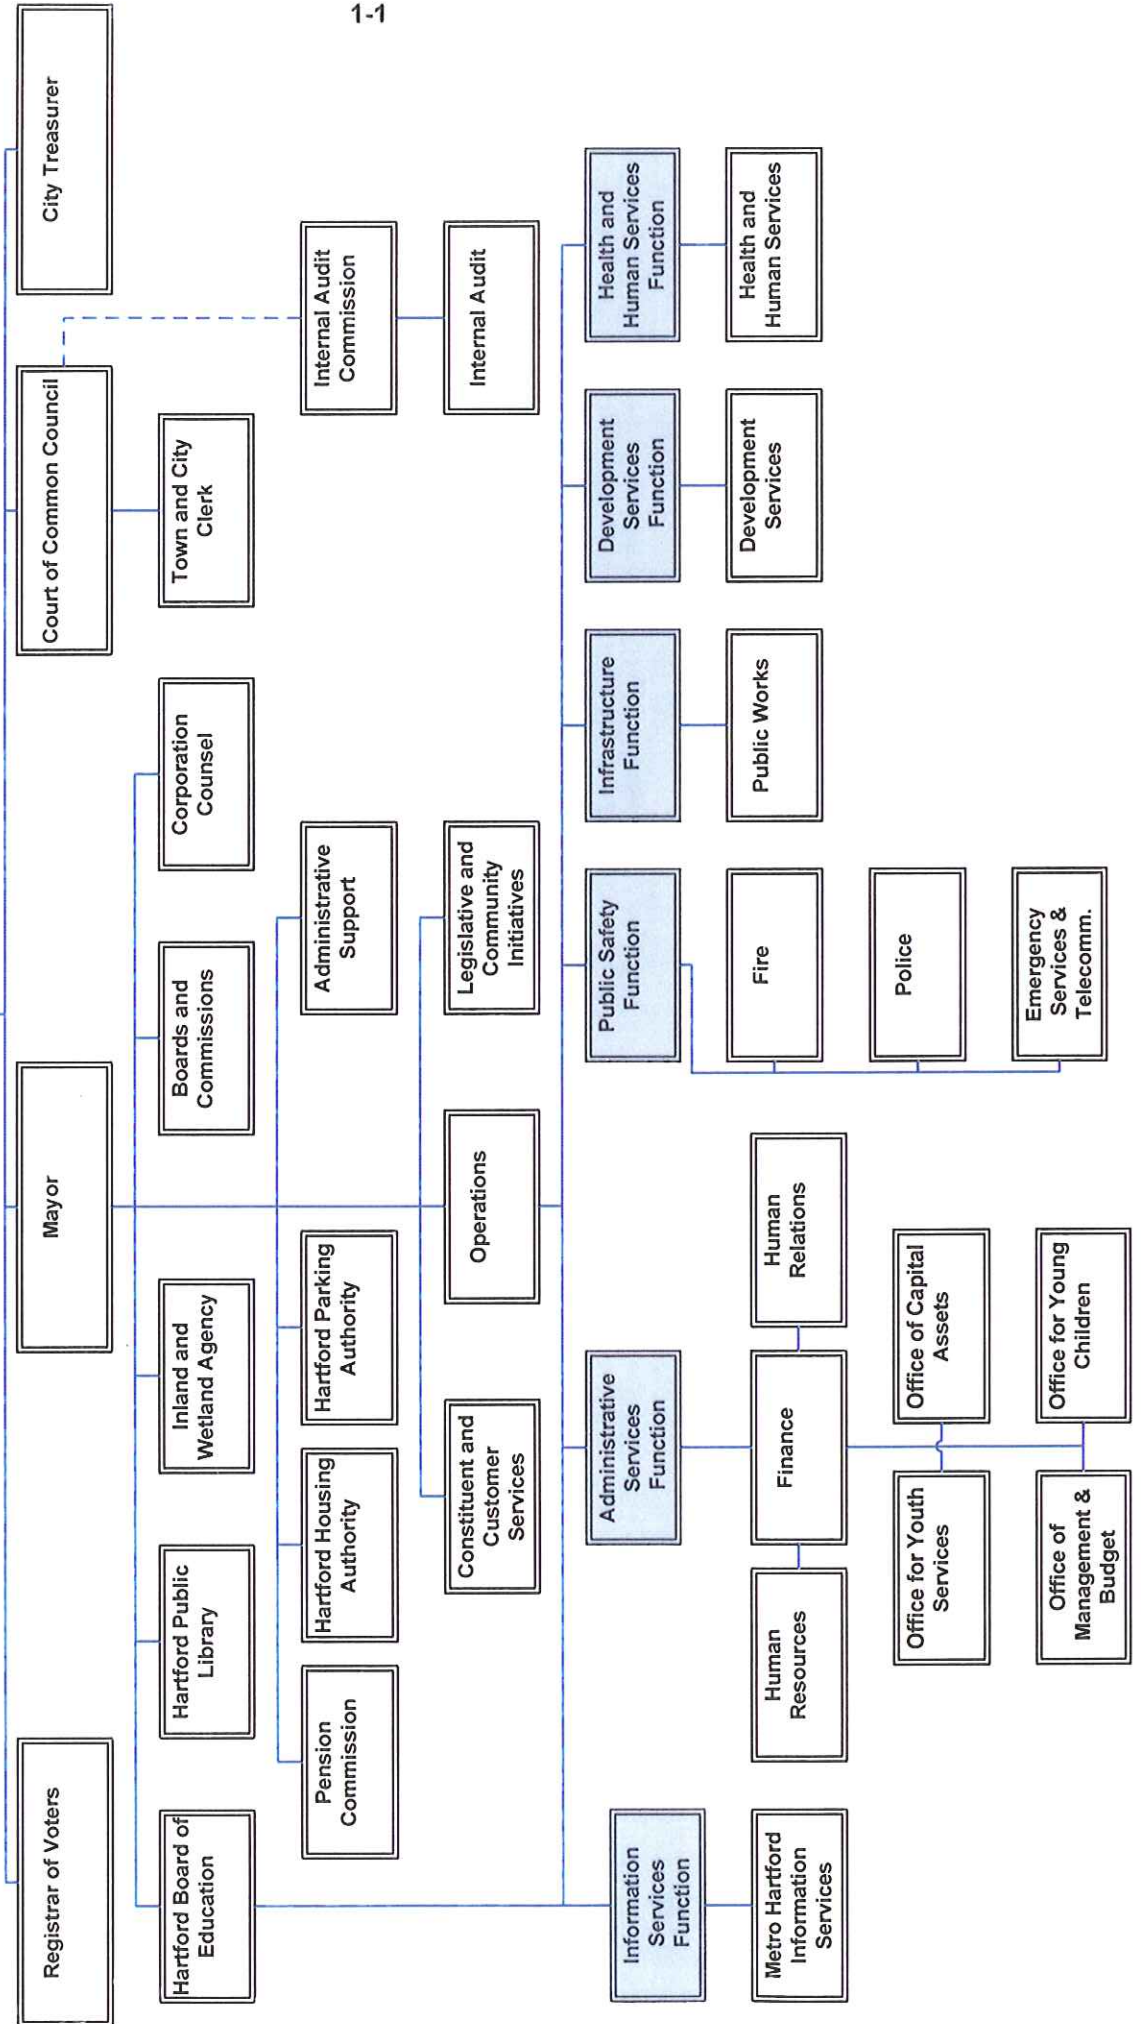 1-1
Registrar of Voters
Mayor
Court of Common Council
City Treasurer
Hartford Board of
Education
Hartford Public
Library
Inland and
Wetland Agency
Boards and
Commissions
Corporation
Counsel
Town and City
Clerk
Pension
Commission
Hartford Housing
Authority
Hartford Parking
Authority
Administrative
Support
Internal Audit
Commission
Constituent and
Customer
Services
Operations
Legislative and
Community
Initiatives
Internal Audit
Information
Services
Function
Administrative
Services
Function
Public Safety
Function
Infrastructure
Function
Development
Services
Function
Health and
Human Services
Function
Metro Hartford
Information
Services
Human
Resources
Finance
Human
Relations
Fire
Public Works
Development
Services
Health and
Human Services
Office for Youth
Services
Office of Capital
Assets
Police
Office of
Management &
Budget
Office for Young
Children
Emergency
Services &
Telecomm.